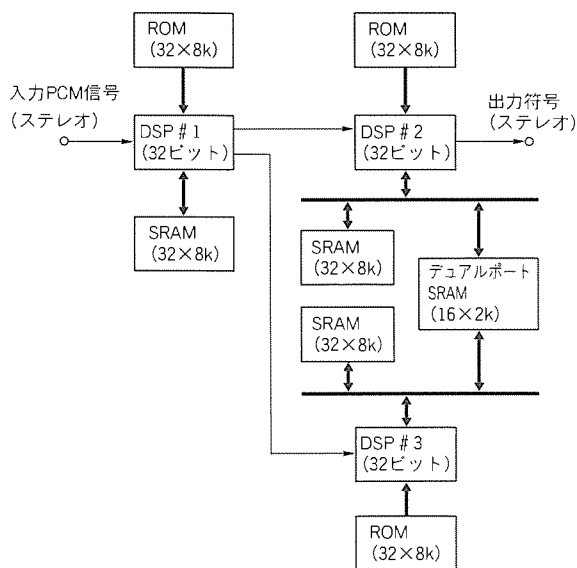 ROM
(32×8k)
ROM
(32×8k)
入力PCM信号
(ステレオ)
DSP#1
(32ビット)
DSP#2
(32ビット)
出力符号
(ステレオ)
SRAM
(32×8k)
SRAM
(32×8k)
デュアルポート
SRAM
(16×2k)
SRAM
(32×8k)
DSP#3
(32ビット)
ROM
(32×8k)